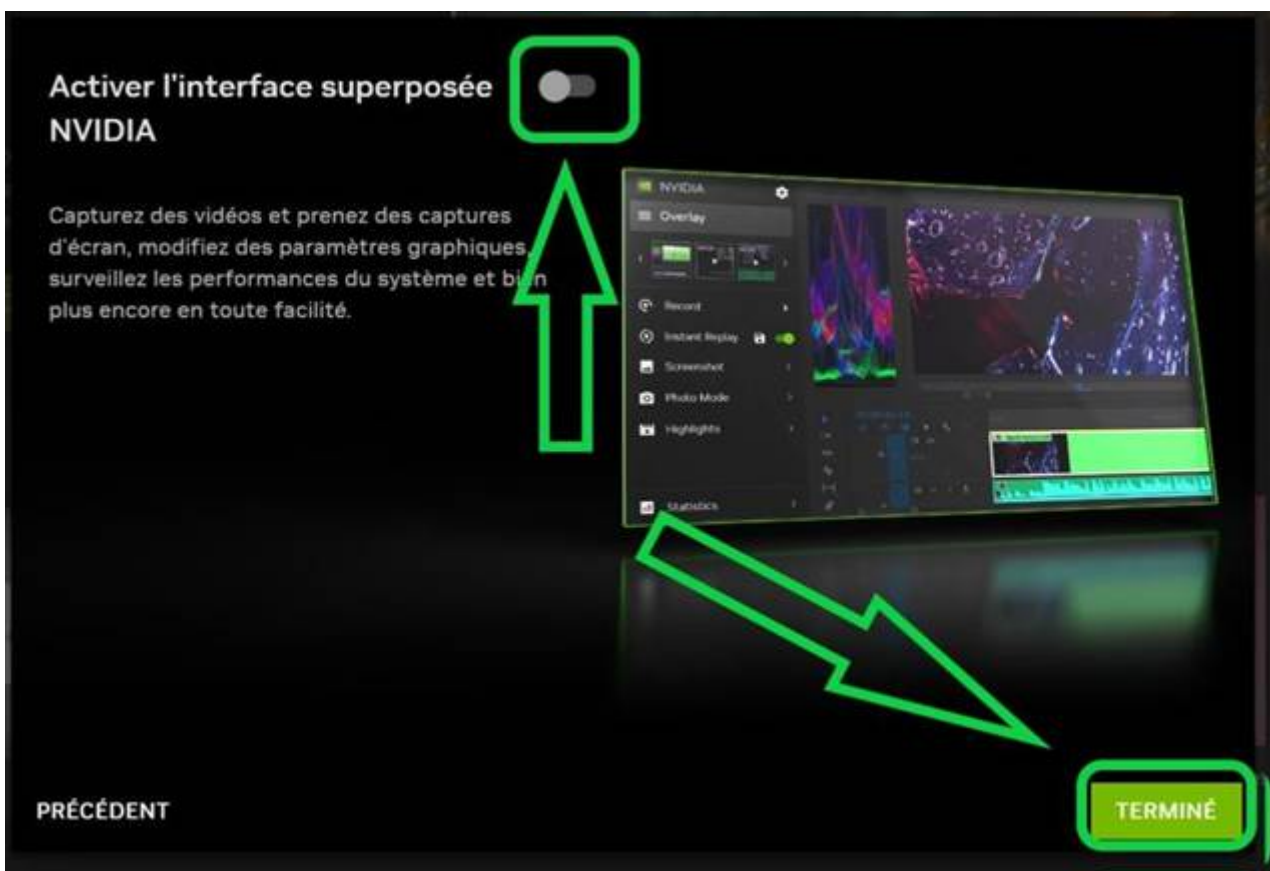 Activer l'interface superposée
NVIDIA
Capturez des vidéos et prenez des captures
d'écran, modifiez des paramètres graphiques,
surveillez les performances du système et bien
plus encore en toute facilité.
NVIDIA
Overlay
Record
Instant Replay
Screenshot
Photo Mode
Highlights
Statistics
PRÉCÉDENT
TERMINÉ